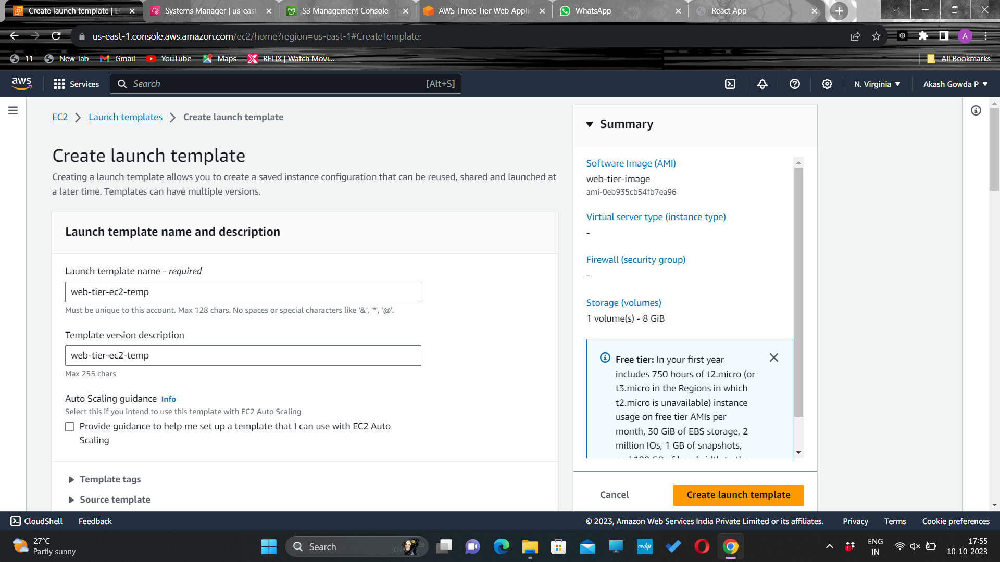 Create launch template | EC
Systems Manager | us-east
S3 Management Console
AWS Three Tier Web Applic
WhatsApp
React App
us-east-1.console.aws.amazon.com/ec2/home?region=us-east-1#CreateTemplate:
A
11
New Tab
Gmail
YouTube
Maps
BFLIX | Watch Movi...
All Bookmarks
aws
Services
Search
[Alt+S]
N. Virginia
Akash Gowda P
EC2
Launch templates
Create launch template
Create launch template
Creating a launch template allows you to create a saved instance configuration that can be reused, shared and launched at
a later time. Templates can have multiple versions.
Launch template name and description
Launch template name - required
web-tier-ec2-temp
Must be unique to this account. Max 128 chars. No spaces or special characters like '&', '*', '@'.
Template version description
web-tier-ec2-temp
Max 255 chars
Auto Scaling guidance Info
Select this if you intend to use this template with EC2 Auto Scaling
Provide guidance to help me set up a template that I can use with EC2 Auto
Scaling
Template tags
Source template
Summary
Software Image (AMI)
web-tier-image
ami-0eb935cb54fb7ea96
Virtual server type (instance type)
-
Firewall (security group)
-
Storage (volumes)
1 volume(s) - 8 GiB
Free tier: In your first year
includes 750 hours of t2.micro (or
t3.micro in the Regions in which
t2.micro is unavailable) instance
usage on free tier AMIs per
month, 30 GiB of EBS storage, 2
million IOs, 1 GB of snapshots,
and 100 GB of bandwidth to the
Cancel
Create launch template
CloudShell
Feedback
© 2023, Amazon Web Services India Private Limited or its affiliates.
Privacy
Terms
Cookie preferences
27°C
Partly sunny
Search
myhp
1
ENG
IN
17:55
10-10-2023